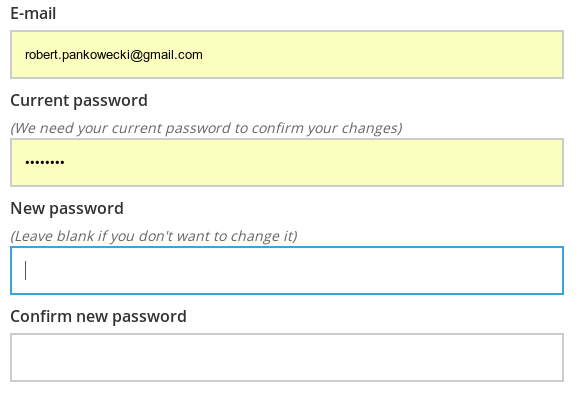 E-mail
robert.pankowecki@gmail.com
Current password
(We need your current password to confirm your changes)
••••••••
New password
(Leave blank if you don't want to change it)
Confirm new password